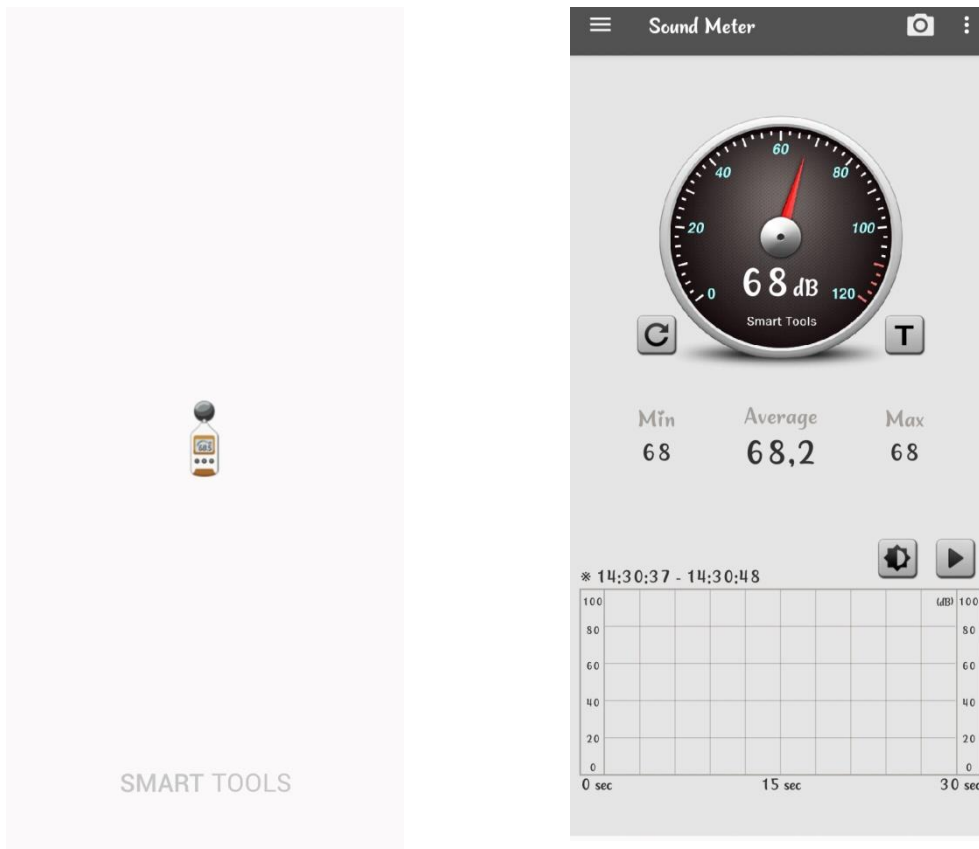 SMART TOOLS
Sound Meter
60
40
80
20
100
0
68 dB
120
Smart Tools
T
Min
Average
Max
68
68,2
68
※ 14:30:37 - 14:30:48
100
(dB) 100
80
80
60
60
40
40
20
20
0
0
0 sec
15 sec
30 sec